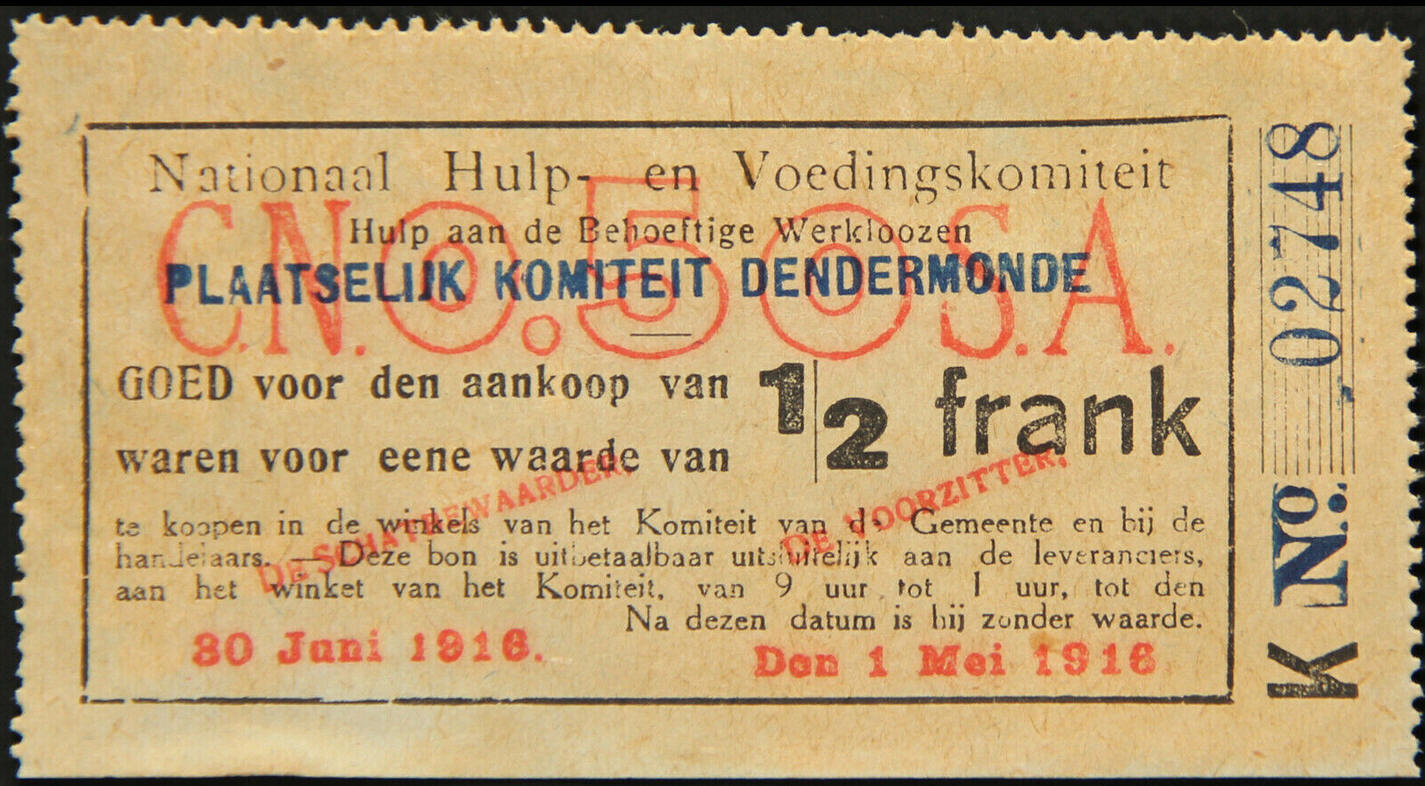 Nationaal Hulp- en Voedingskomiteit
C.N.0.50S.A.
Hulp aan de Behoeftige Werkloozen
PLAATSELIJK KOMITEIT DENDERMONDE
GOED voor den aankoop van
waren voor eene waarde van
1/2 frank
DE SCHATBEWAARDER,
DE VOORZITTER,
te koopen in de winkels van het Komiteit van de Gemeente en bij de
handelaars. — Deze bon is uitbetaalbaar uitsluitelijk aan de leveranciers,
aan het winket van het Komiteit, van 9 uur tot 1 uur, tot den
Na dezen datum is hij zonder waarde.
30 Juni 1916.
Den 1 Mei 1916
K No. 02748